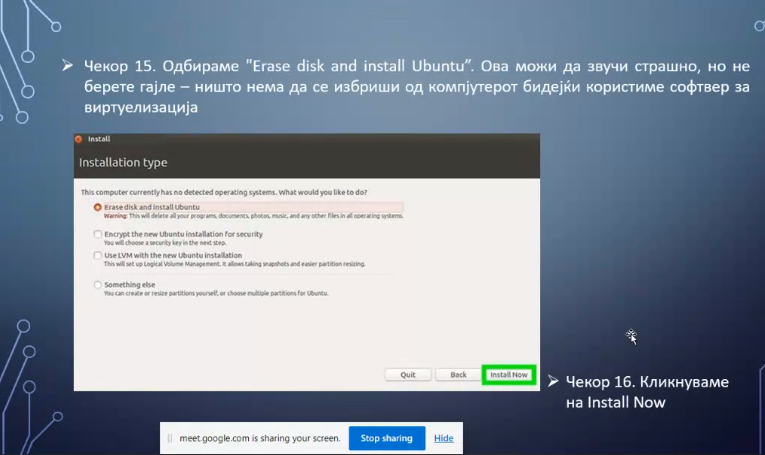 ➤ Чекор 15. Одбираме "Erase disk and install Ubuntu”. Ова можи да звучи страшно, но не
берете гајле – ништо нема да се избриши од компјутерот бидејќи користиме софтвер за
виртуелизација
Install
Installation type
This computer currently has no detected operating systems. What would you like to do?
Erase disk and install Ubuntu
Warning: This will delete all your programs, documents, photos, music, and any other files in all operating systems.
Encrypt the new Ubuntu installation for security
You will choose a security key in the next step.
Use LVM with the new Ubuntu installation
This will set up Logical Volume Management. It allows taking snapshots and easier partition resizing.
Something else
You can create or resize partitions yourself, or choose multiple partitions for Ubuntu.
Quit Back Install Now
➤ Чекор 16. Кликнуваме
на Install Now
meet.google.com is sharing your screen. Stop sharing Hide